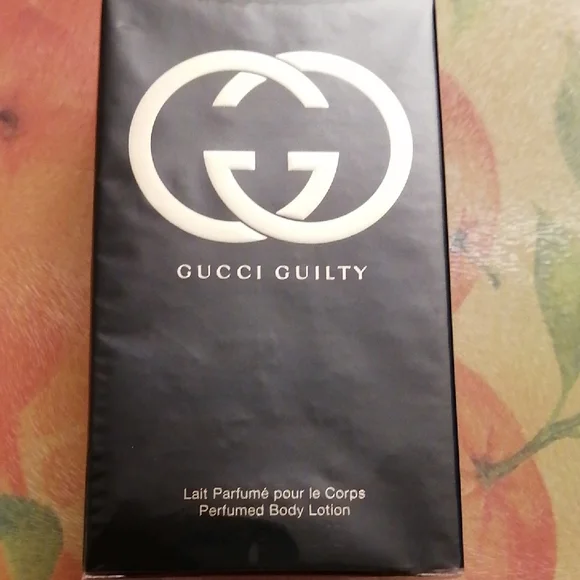 GUCCI GUILTY
Lait Parfumé pour le Corps
Perfumed Body Lotion